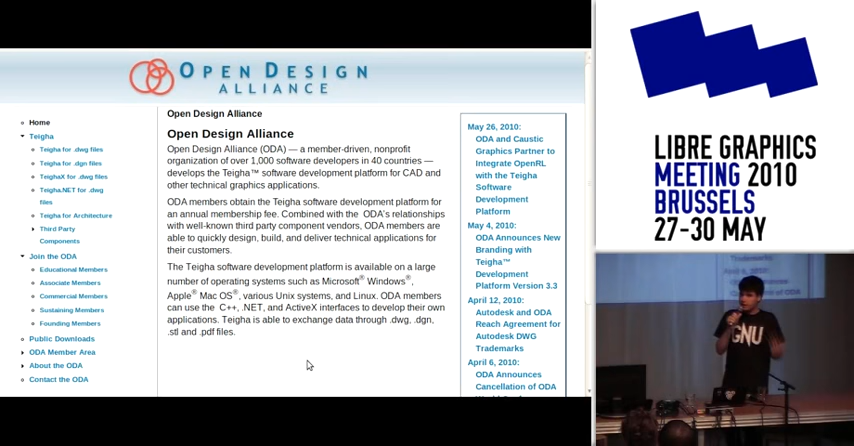 OPEN DESIGN
ALLIANCE
Home
Teigha
Teigha for .dwg files
Teigha for .dgn files
TeighaX for .dwg files
Teigha.NET for .dwg
files
Teigha for Architecture
Third Party
Components
Join the ODA
Educational Members
Associate Members
Commercial Members
Sustaining Members
Founding Members
Public Downloads
ODA Member Area
About the ODA
Contact the ODA
Open Design Alliance
Open Design Alliance
Open Design Alliance (ODA) — a member-driven, nonprofit
organization of over 1,000 software developers in 40 countries —
develops the Teigha™ software development platform for CAD and
other technical graphics applications.
ODA members obtain the Teigha software development platform for
an annual membership fee. Combined with the ODA's relationships
with well-known third party component vendors, ODA members are
able to quickly design, build, and deliver technical applications for
their customers.
The Teigha software development platform is available on a large
number of operating systems such as Microsoft® Windows®,
Apple® Mac OS®, various Unix systems, and Linux. ODA members
can use the C++, .NET, and ActiveX interfaces to develop their own
applications. Teigha is able to exchange data through .dwg, .dgn,
.stl and .pdf files.
May 26, 2010:
ODA and Caustic
Graphics Partner to
Integrate OpenRL
with the Teigha
Software
Development
Platform
May 4, 2010:
ODA Announces New
Branding with
Teigha™
Development
Platform Version 3.3
April 12, 2010:
Autodesk and ODA
Reach Agreement for
Autodesk DWG
Trademarks
April 6, 2010:
ODA Announces
Cancellation of ODA
LIBRE GRAPHICS
MEETING 2010
BRUSSELS
27-30 MAY
GNU